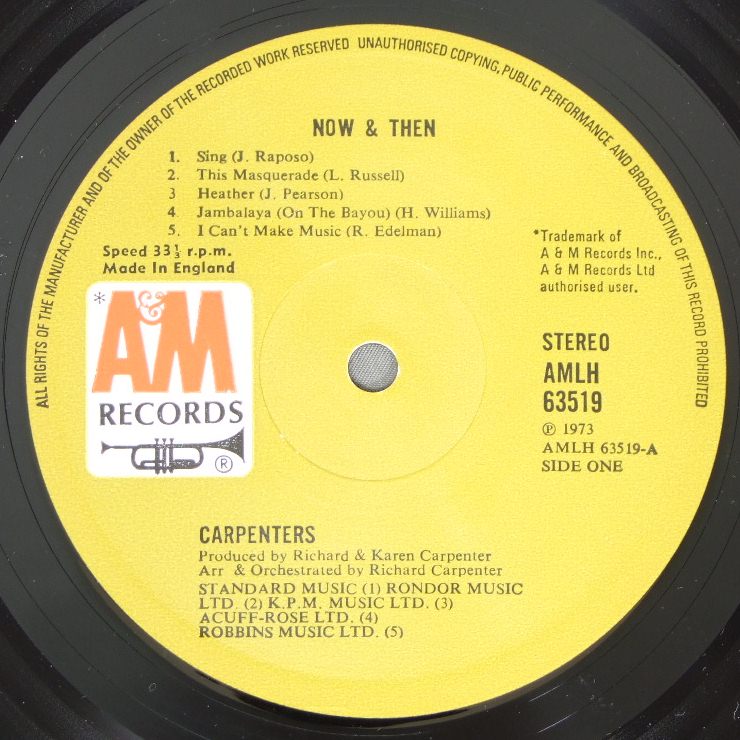 ALL RIGHTS OF THE MANUFACTURER AND OF THE OWNER OF THE RECORDED WORK RESERVED UNAUTHORISED COPYING, PUBLIC PERFORMANCE AND BROADCASTING OF THIS RECORD PROHIBITED
NOW & THEN
1. Sing (J. Raposo)
2. This Masquerade (L. Russell)
3 Heather (J. Pearson)
4. Jambalaya (On The Bayou) (H. Williams)
5. I Can't Make Music (R. Edelman)
Speed 33⅓ r.p.m.
Made In England
*Trademark of
A & M Records Inc.,
A & M Records Ltd
authorised user.
*A&M
RECORDS
®
STEREO
AMLH
63519
℗ 1973
AMLH 63519-A
SIDE ONE
CARPENTERS
Produced by Richard & Karen Carpenter
Arr & Orchestrated by Richard Carpenter
STANDARD MUSIC (1) RONDOR MUSIC
LTD. (2) K.P.M. MUSIC LTD. (3)
ACUFF-ROSE LTD. (4)
ROBBINS MUSIC LTD. (5)